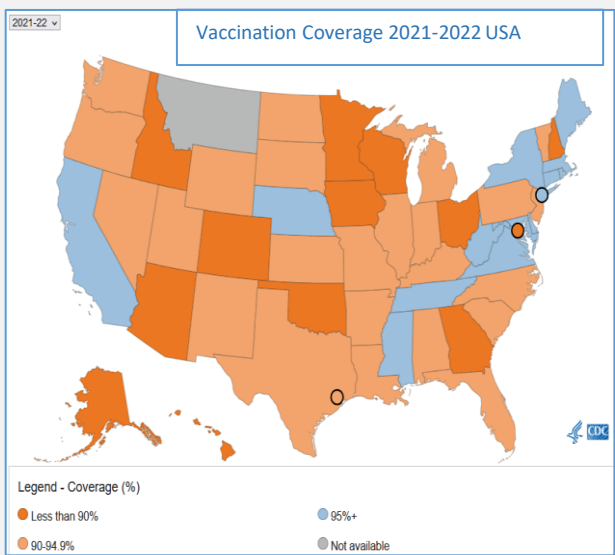 2021-22
Vaccination Coverage 2021-2022 USA
CDC
Legend - Coverage (%)
Less than 90%
95%+
90-94.9%
Not available